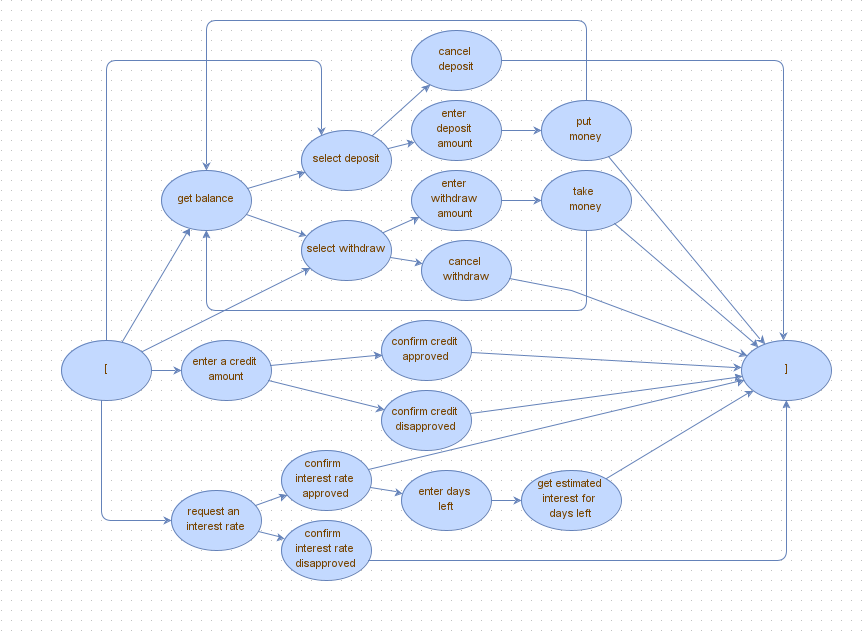 cancel
deposit
enter
deposit
amount
put
money
select deposit
get balance
enter
withdraw
amount
take
money
select withdraw
cancel
withdraw
[
enter a credit
amount
confirm credit
approved
]
confirm credit
disapproved
confirm
interest rate
approved
enter days
left
get estimated
interest for
days left
request an
interest rate
confirm
interest rate
disapproved